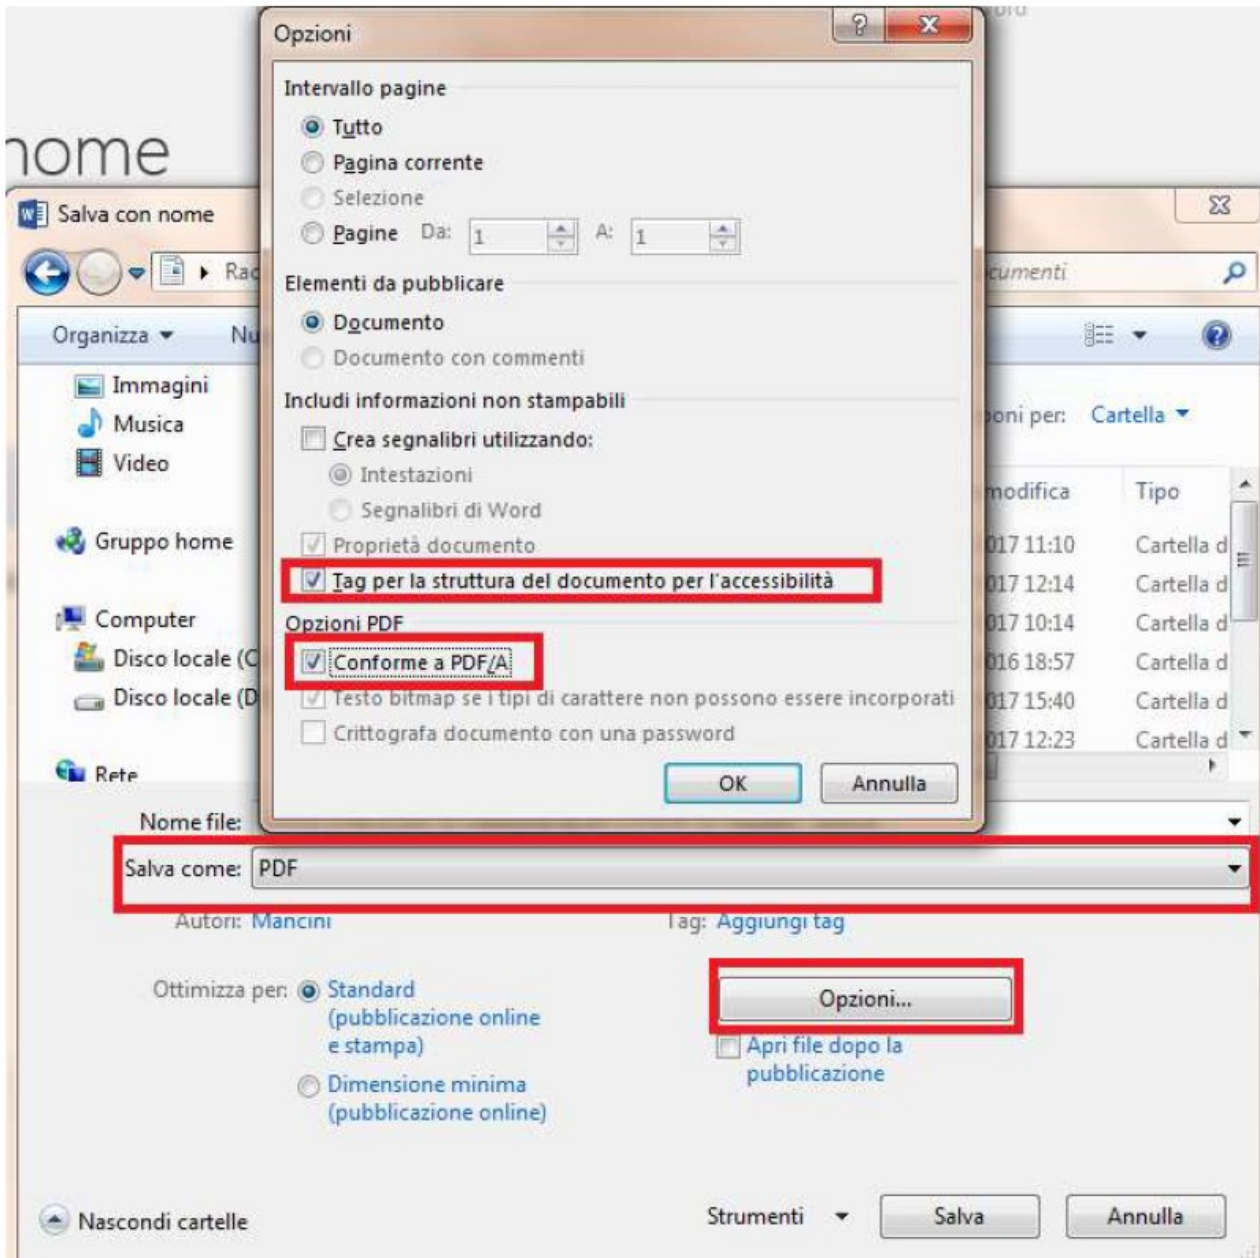 Opzioni
Intervallo pagine
Tutto
Pagina corrente
Selezione
Pagine Da: 1 A: 1
Elementi da pubblicare
Documento
Documento con commenti
Includi informazioni non stampabili
Crea segnalibri utilizzando:
Intestazioni
Segnalibri di Word
Proprietà documento
Tag per la struttura del documento per l'accessibilità
Opzioni PDF
Conforme a PDF/A
Testo bitmap se i tipi di carattere non possono essere incorporati
Crittografa documento con una password
OK Annulla
nome
Salva con nome
Organizza
Immagini
Musica
Video
Gruppo home
Computer
Disco locale (C
Disco locale (D
Rete
per: Cartella
modifica Tipo
017 11:10 Cartella d
017 12:14 Cartella d
017 10:14 Cartella d
016 18:57 Cartella d
017 15:40 Cartella d
017 12:23 Cartella d
Nome file:
Salva come: PDF
Autori: Mancini Tag: Aggiungi tag
Ottimizza per: Standard
(pubblicazione online
e stampa)
Dimensione minima
(pubblicazione online)
Opzioni...
Apri file dopo la
pubblicazione
Nascondi cartelle Strumenti Salva Annulla